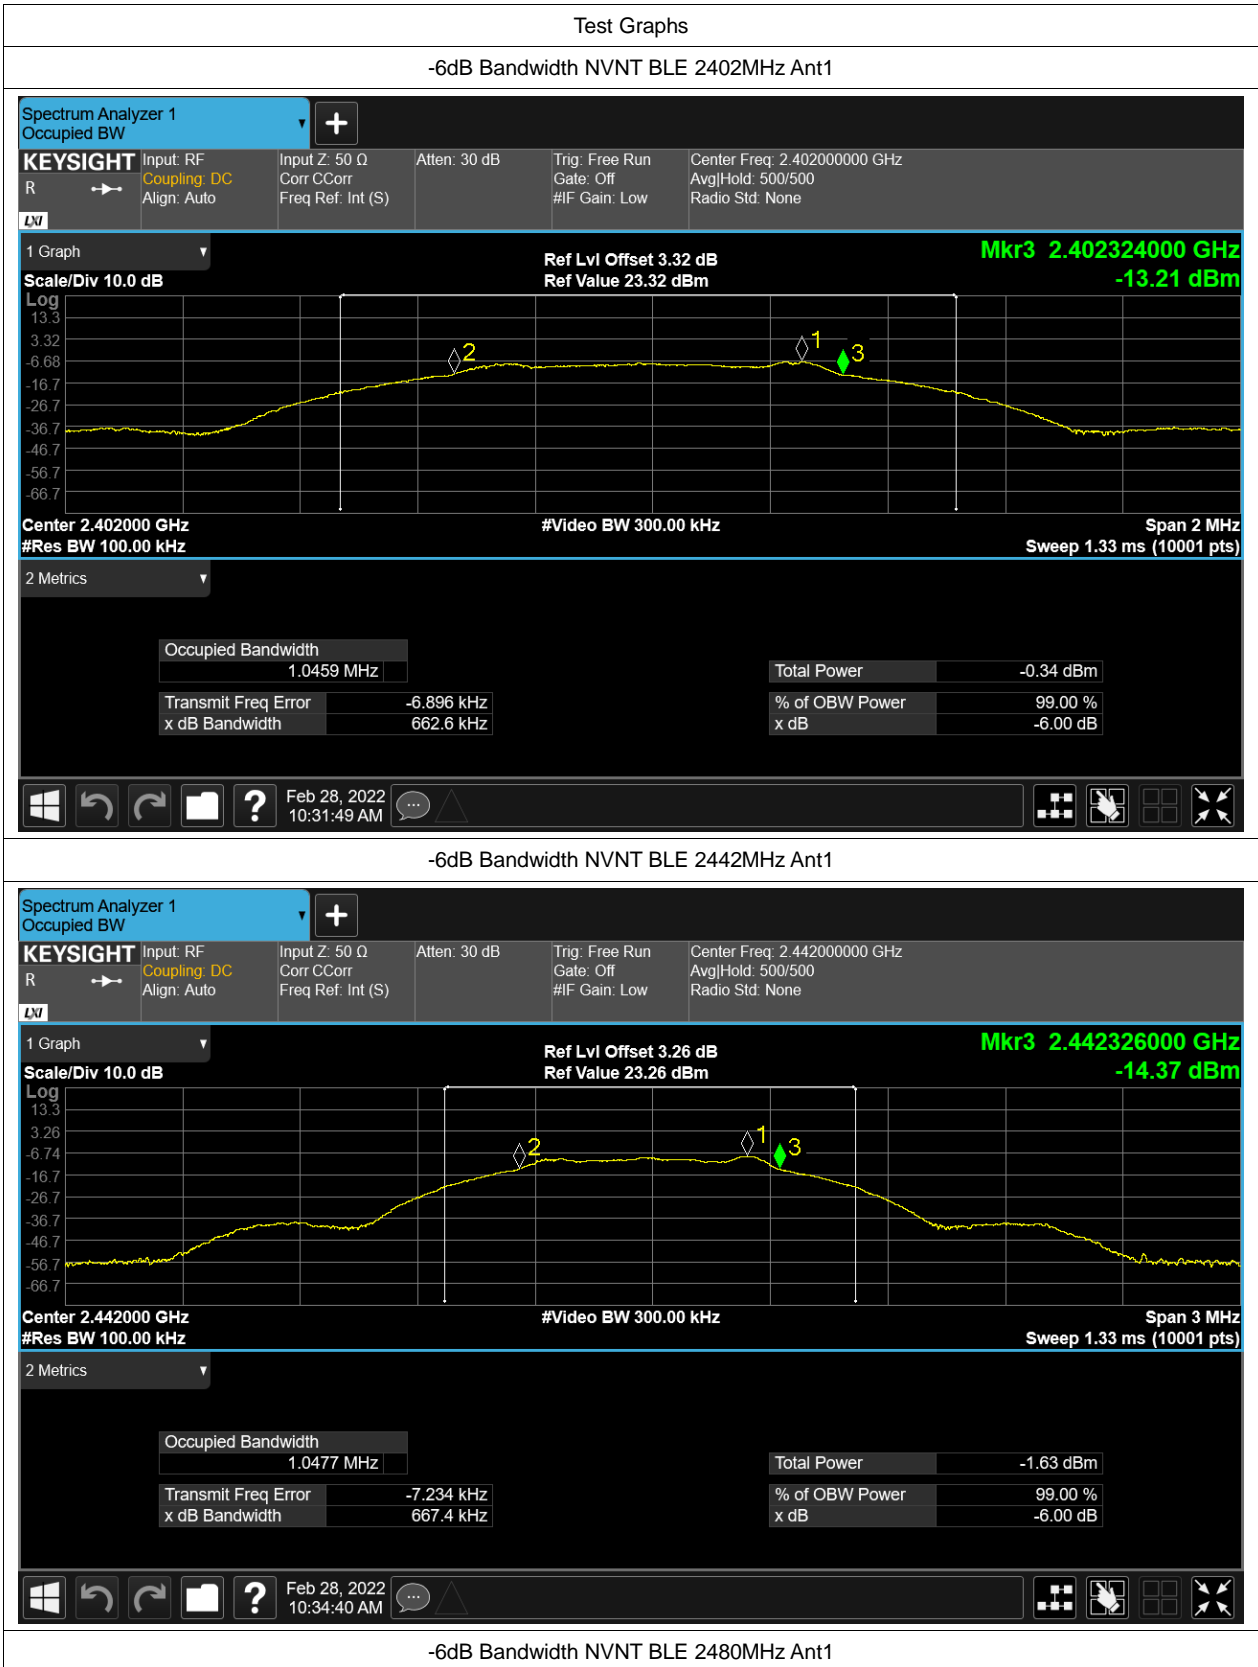 Test Graphs
-6dB Bandwidth NVNT BLE 2402MHz Ant1
Spectrum Analyzer 1
Occupied BW
KEYSIGHT Input: RF Input Z: 50 Ω Atten: 30 dB Trig: Free Run Center Freq: 2.402000000 GHz
R Coupling: DC Corr CCorr Gate: Off Avg|Hold: 500/500
Align: Auto Freq Ref: Int (S) #IF Gain: Low Radio Std: None
LXI
1 Graph Ref Lvl Offset 3.32 dB Mkr3 2.402324000 GHz
Scale/Div 10.0 dB Ref Value 23.32 dBm -13.21 dBm
Log
13.3
3.32
-6.68
-16.7
-26.7
-36.7
-46.7
-56.7
-66.7
2 1 3
Center 2.402000 GHz #Video BW 300.00 kHz Span 2 MHz
#Res BW 100.00 kHz Sweep 1.33 ms (10001 pts)
2 Metrics
Occupied Bandwidth
1.0459 MHz Total Power -0.34 dBm
Transmit Freq Error -6.896 kHz % of OBW Power 99.00 %
x dB Bandwidth 662.6 kHz x dB -6.00 dB
? Feb 28, 2022
10:31:49 AM
-6dB Bandwidth NVNT BLE 2442MHz Ant1
Spectrum Analyzer 1
Occupied BW
KEYSIGHT Input: RF Input Z: 50 Ω Atten: 30 dB Trig: Free Run Center Freq: 2.442000000 GHz
R Coupling: DC Corr CCorr Gate: Off Avg|Hold: 500/500
Align: Auto Freq Ref: Int (S) #IF Gain: Low Radio Std: None
LXI
1 Graph Ref Lvl Offset 3.26 dB Mkr3 2.442326000 GHz
Scale/Div 10.0 dB Ref Value 23.26 dBm -14.37 dBm
Log
13.3
3.26
-6.74
-16.7
-26.7
-36.7
-46.7
-56.7
-66.7
2 1 3
Center 2.442000 GHz #Video BW 300.00 kHz Span 3 MHz
#Res BW 100.00 kHz Sweep 1.33 ms (10001 pts)
2 Metrics
Occupied Bandwidth
1.0477 MHz Total Power -1.63 dBm
Transmit Freq Error -7.234 kHz % of OBW Power 99.00 %
x dB Bandwidth 667.4 kHz x dB -6.00 dB
? Feb 28, 2022
10:34:40 AM
-6dB Bandwidth NVNT BLE 2480MHz Ant1